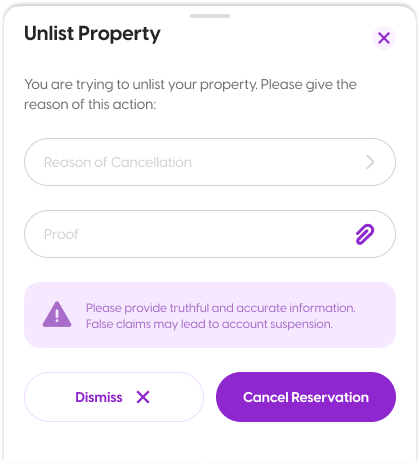 Unlist Property
You are trying to unlist your property. Please give the
reason of this action:
Reason of Cancellation
Proof
Please provide truthful and accurate information.
False claims may lead to account suspension.
Dismiss
Cancel Reservation